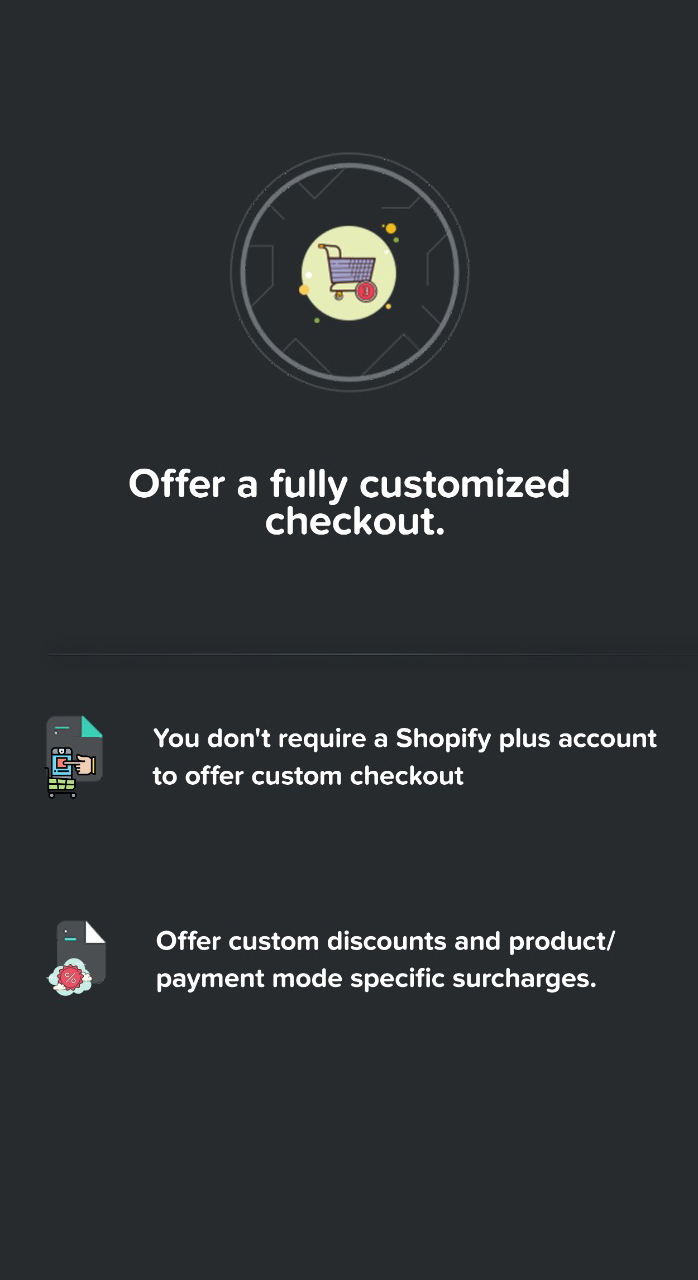 Offer a fully customized
checkout.
You don't require a Shopify plus account
to offer custom checkout
Offer custom discounts and product/
payment mode specific surcharges.